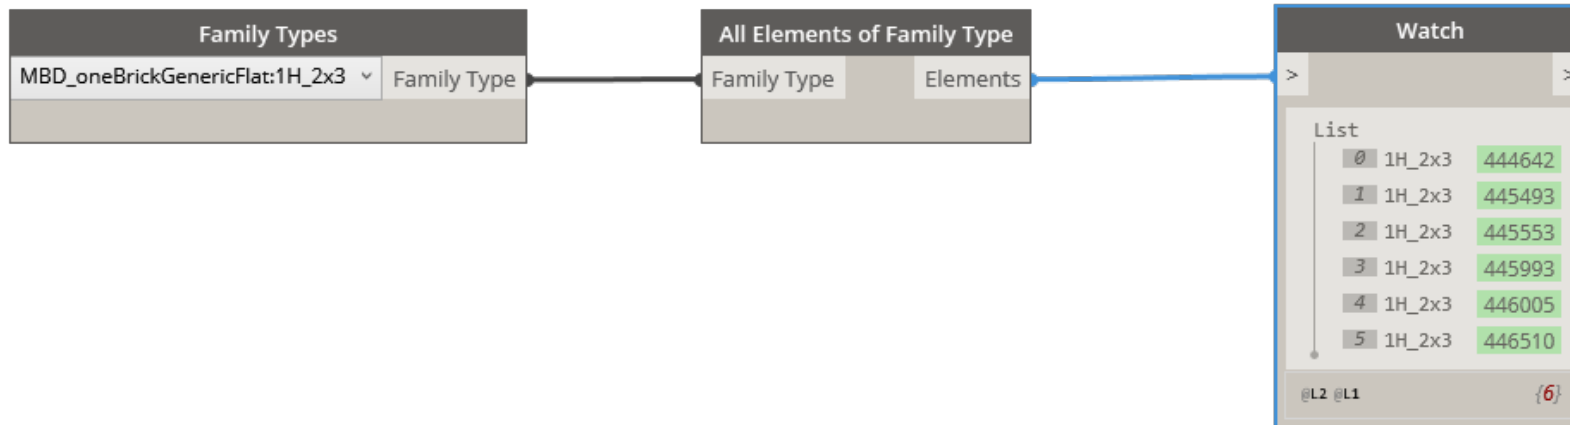 Family Types
MBD_oneBrickGenericFlat:1H_2x3
Family Type
All Elements of Family Type
Family Type
Elements
Watch
>
>
List
0 1H_2x3 444642
1 1H_2x3 445493
2 1H_2x3 445553
3 1H_2x3 445993
4 1H_2x3 446005
5 1H_2x3 446510
@L2 @L1 {6}